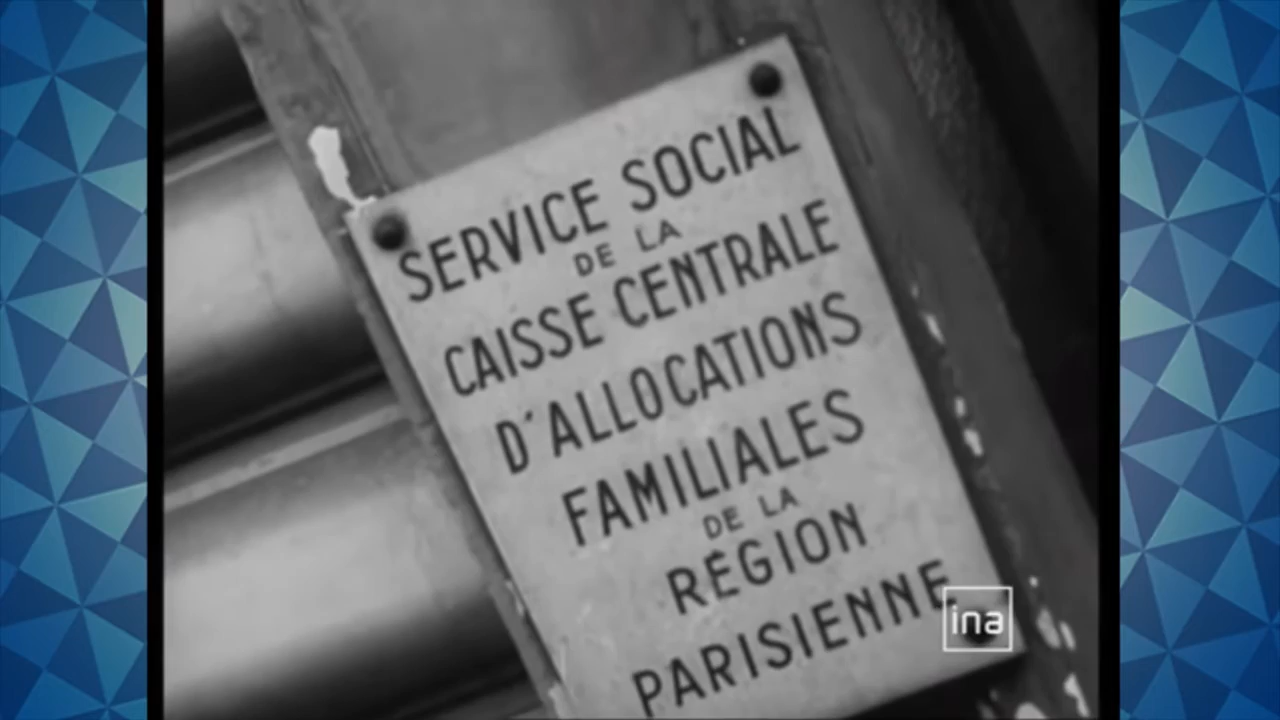 SERVICE SOCIAL
DE LA
CAISSE CENTRALE
D'ALLOCATIONS
FAMILIALES
DE LA
RÉGION
PARISIENNE
ina